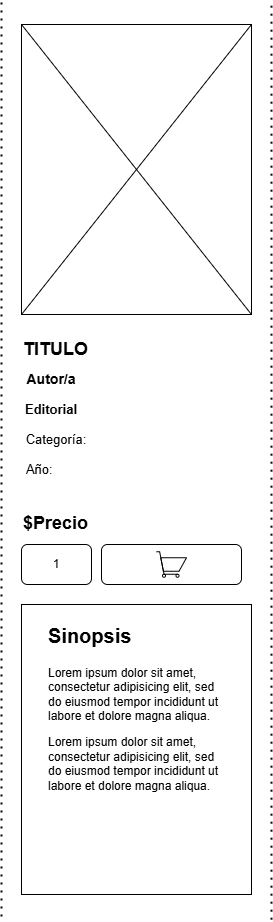 TITULO
Autor/a
Editorial
Categoría:
Año:
$Precio
1
Sinopsis
Lorem ipsum dolor sit amet,
consectetur adipisicing elit, sed
do eiusmod tempor incididunt ut
labore et dolore magna aliqua.
Lorem ipsum dolor sit amet,
consectetur adipisicing elit, sed
do eiusmod tempor incididunt ut
labore et dolore magna aliqua.